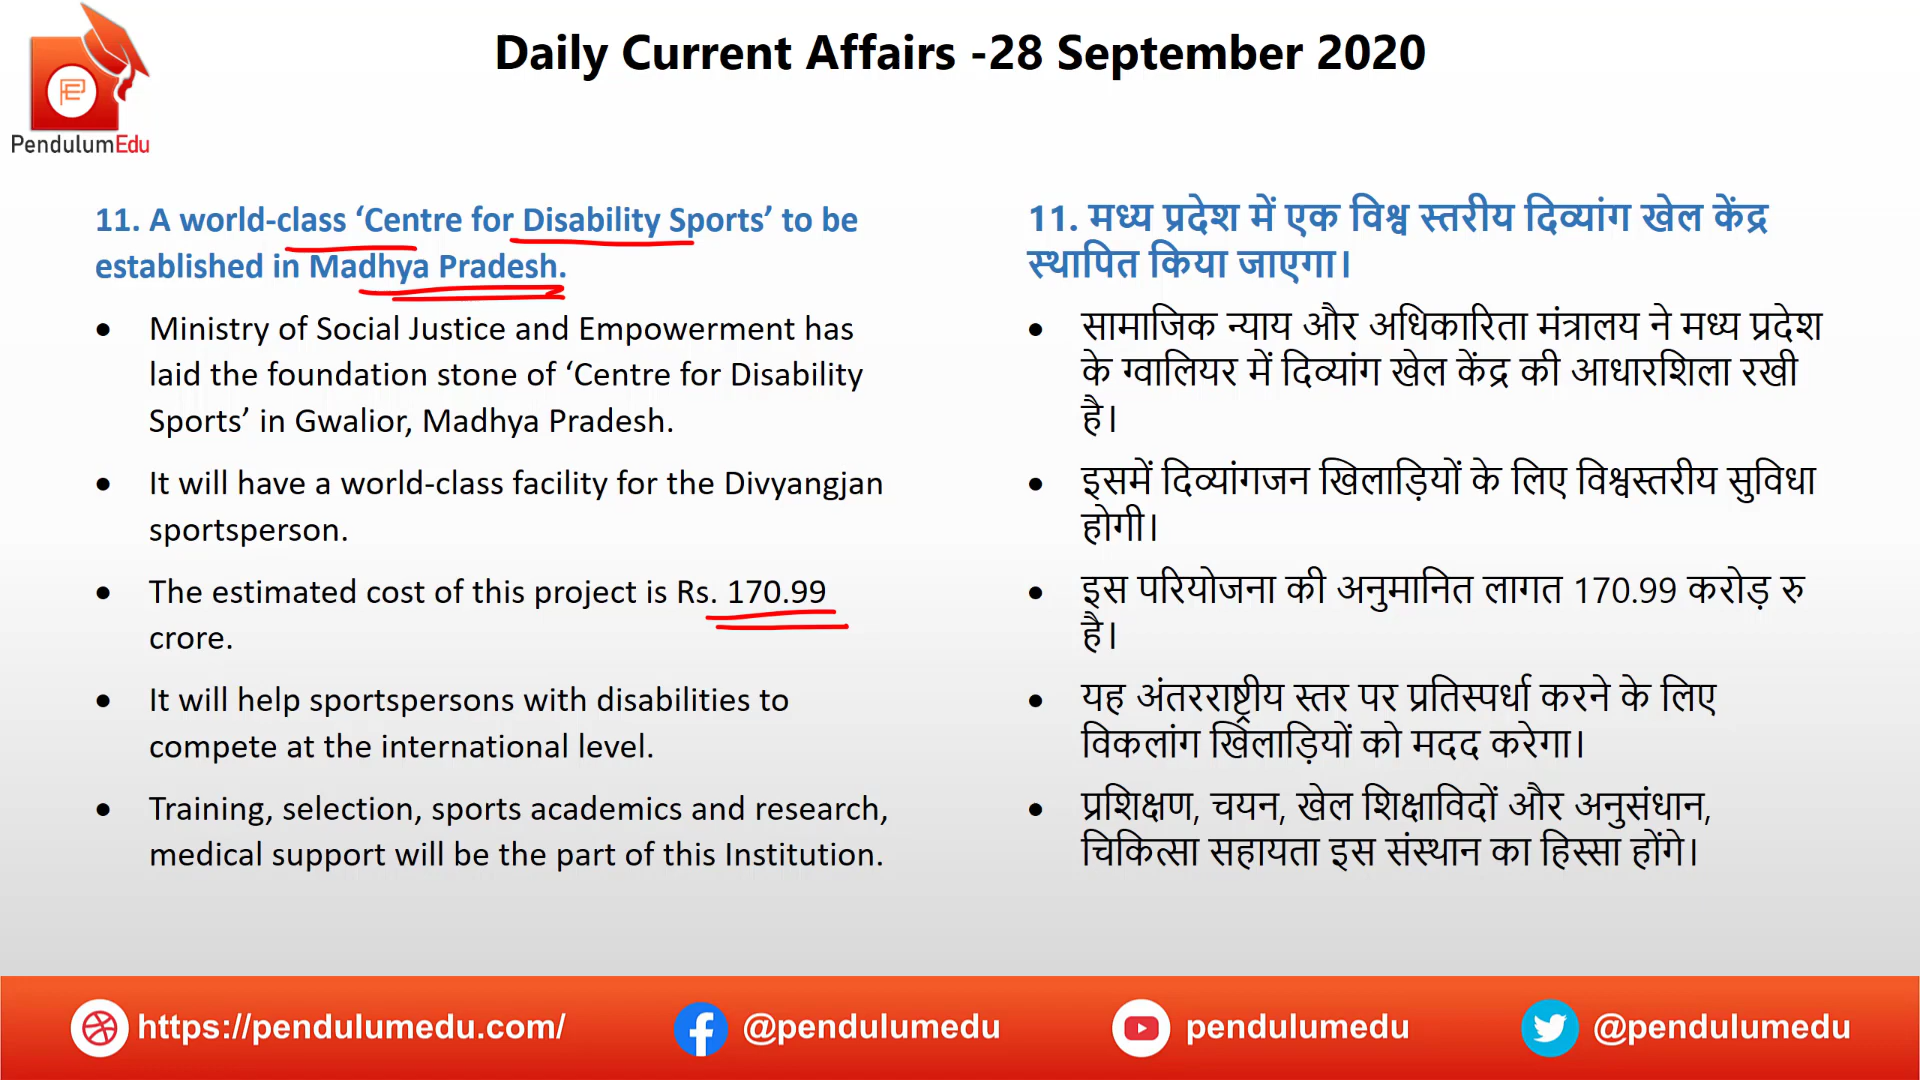 Daily Current Affairs -28 September 2020
PendulumEdu
11. A world-class ‘Centre for Disability Sports’ to be
established in Madhya Pradesh.
• Ministry of Social Justice and Empowerment has
laid the foundation stone of ‘Centre for Disability
Sports’ in Gwalior, Madhya Pradesh.
• It will have a world-class facility for the Divyangjan
sportsperson.
• The estimated cost of this project is Rs. 170.99
crore.
• It will help sportspersons with disabilities to
compete at the international level.
• Training, selection, sports academics and research,
medical support will be the part of this Institution.
11. मध्य प्रदेश में एक विश्व स्तरीय दिव्यांग खेल केंद्र
स्थापित किया जाएगा।
• सामाजिक न्याय और अधिकारिता मंत्रालय ने मध्य प्रदेश
के ग्वालियर में दिव्यांग खेल केंद्र की आधारशिला रखी
है।
• इसमें दिव्यांगजन खिलाड़ियों के लिए विश्वस्तरीय सुविधा
होगी।
• इस परियोजना की अनुमानित लागत 170.99 करोड़ रु
है।
• यह अंतरराष्ट्रीय स्तर पर प्रतिस्पर्धा करने के लिए
विकलांग खिलाड़ियों को मदद करेगा।
• प्रशिक्षण, चयन, खेल शिक्षाविदों और अनुसंधान,
चिकित्सा सहायता इस संस्थान का हिस्सा होंगे।
https://pendulumedu.com/ @pendulumedu pendulumedu @pendulumedu